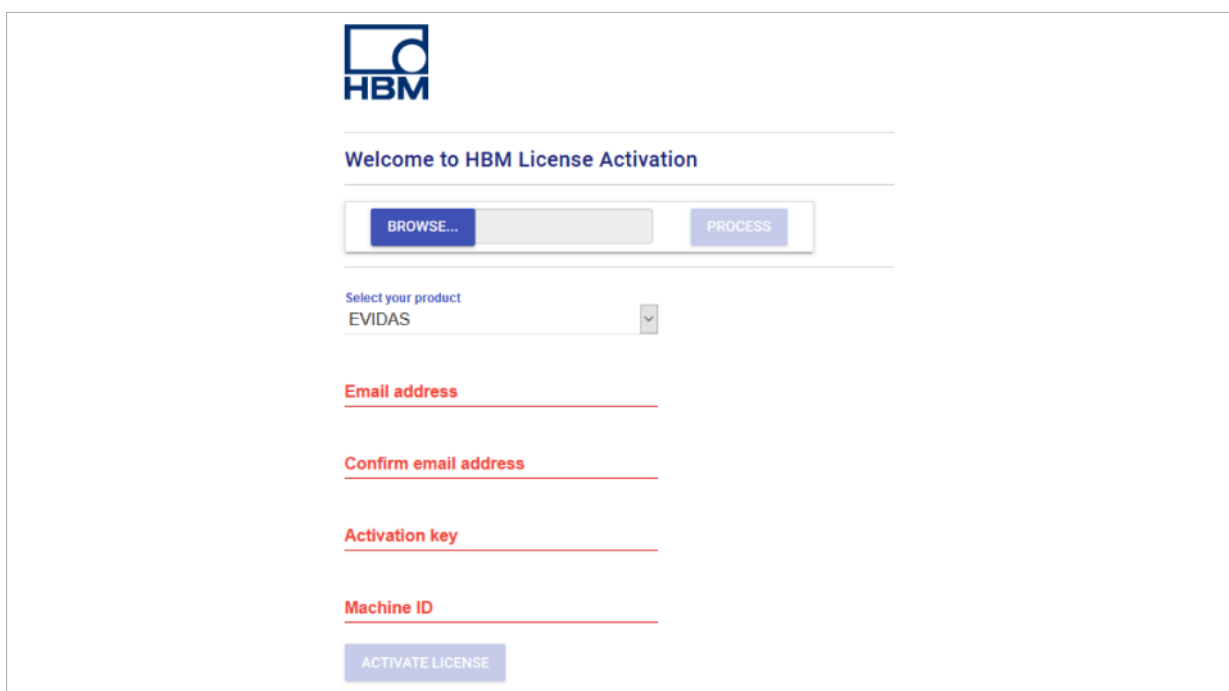 HBM
Welcome to HBM License Activation
BROWSE... PROCESS
Select your product
EVIDAS
Email address
Confirm email address
Activation key
Machine ID
ACTIVATE LICENSE